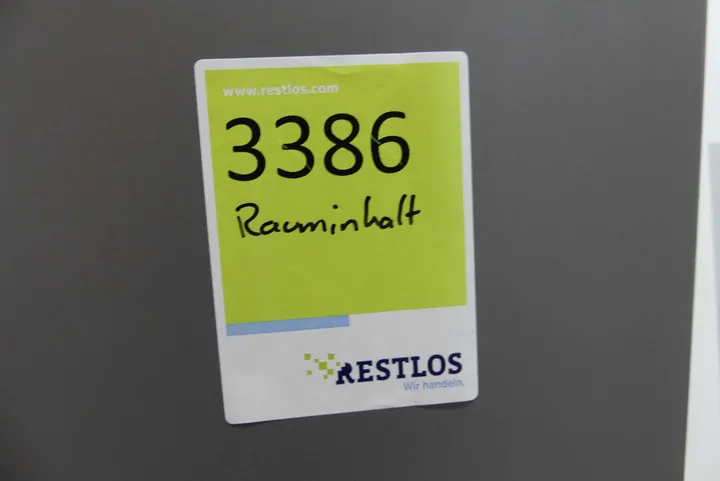 www.restlos.com
3386
Rauminhalt
RESTLOS
Wir handeln.